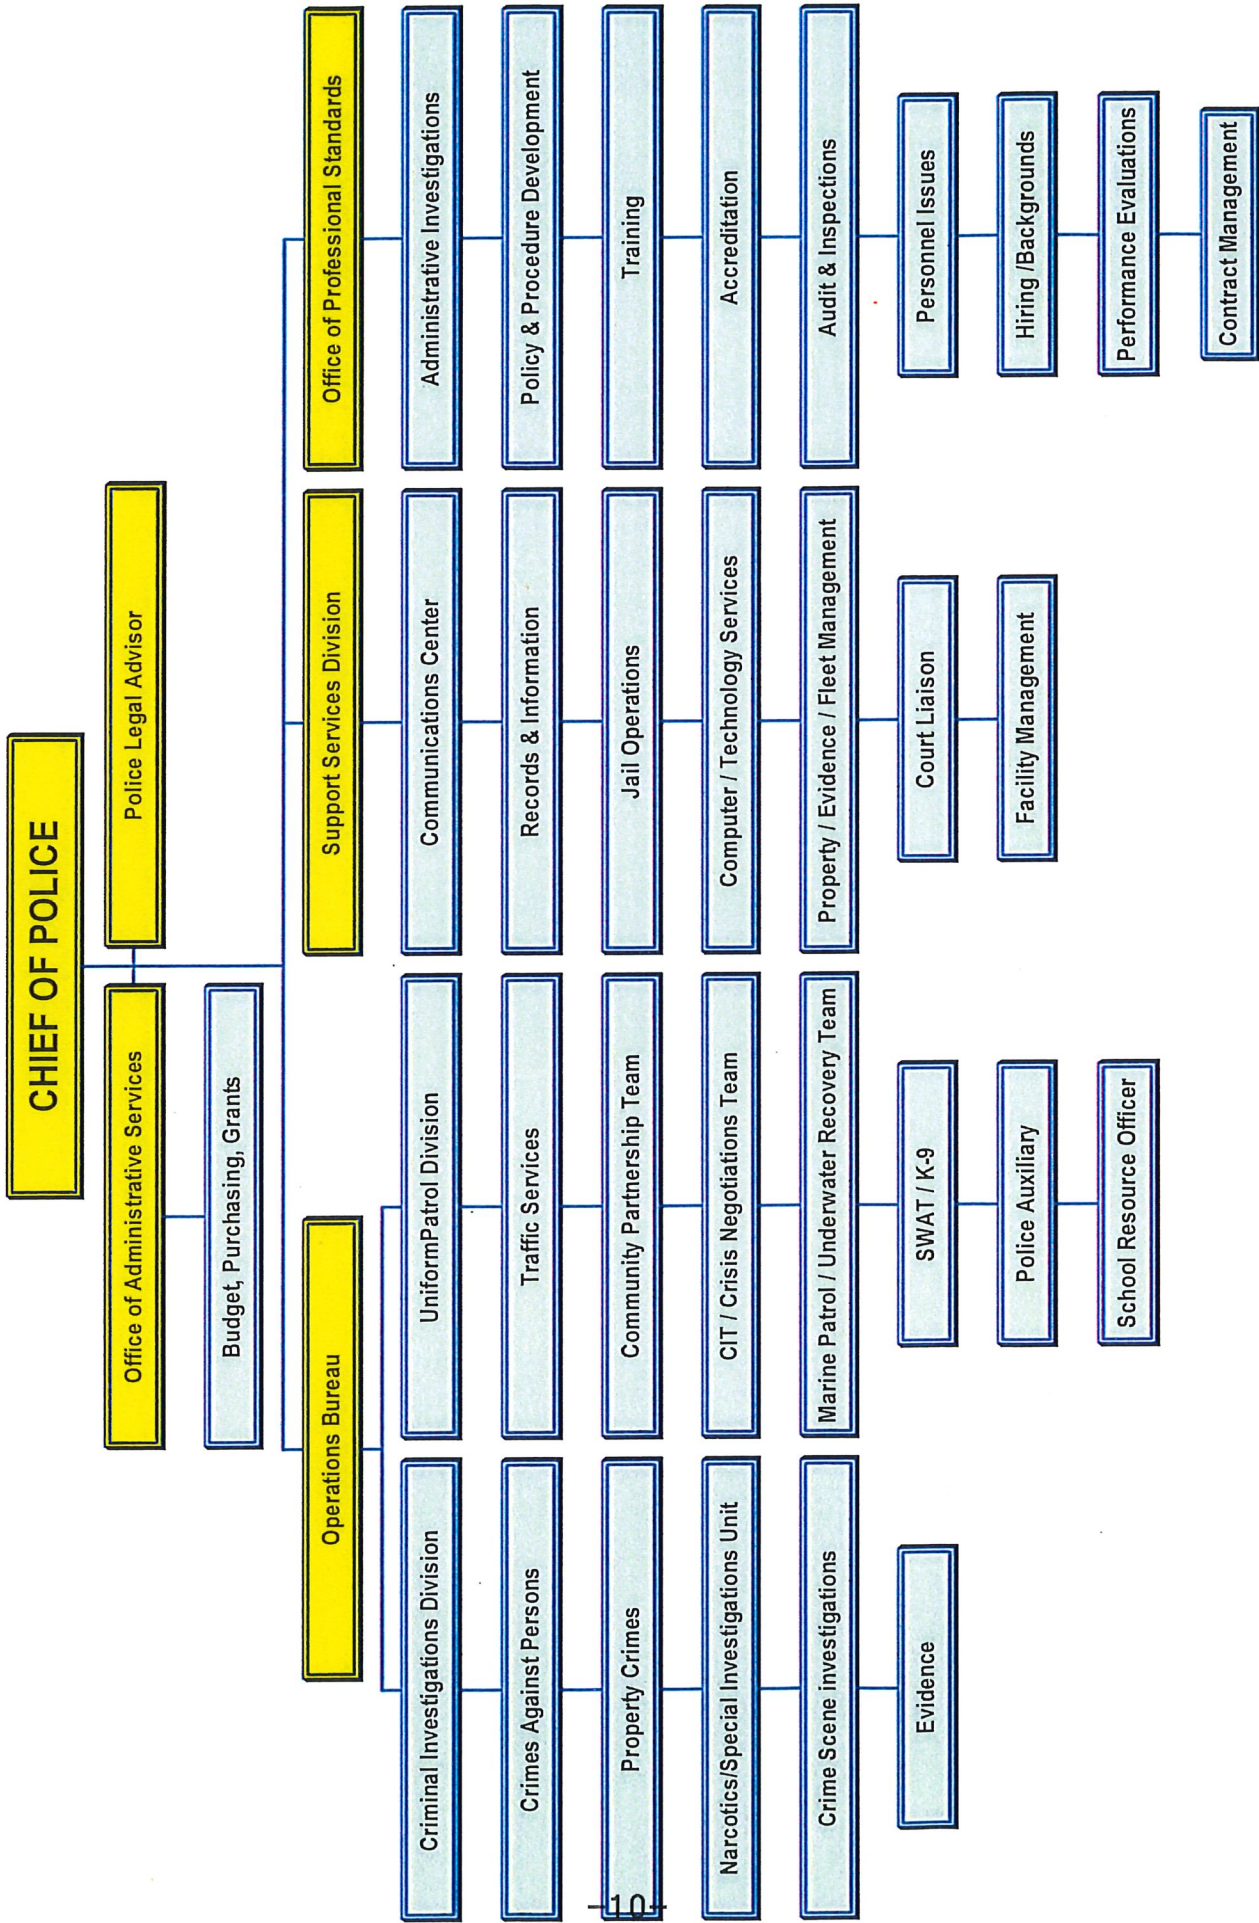 CHIEF OF POLICE
Office of Administrative Services
Police Legal Advisor
Budget, Purchasing, Grants
Operations Bureau
Support Services Division
Office of Professional Standards
Criminal Investigations Division
Crimes Against Persons
Property Crimes
Narcotics/Special Investigations Unit
Crime Scene investigations
Evidence
UniformPatrol Division
Traffic Services
Community Partnership Team
CIT / Crisis Negotiations Team
Marine Patrol / Underwater Recovery Team
SWAT / K-9
Police Auxiliary
School Resource Officer
Communications Center
Records & Information
Jail Operations
Computer / Technology Services
Property / Evidence / Fleet Management
Court Liaison
Facility Management
Administrative Investigations
Policy & Procedure Development
Training
Accreditation
Audit & Inspections
Personnel Issues
Hiring /Backgrounds
Performance Evaluations
Contract Management
-10-